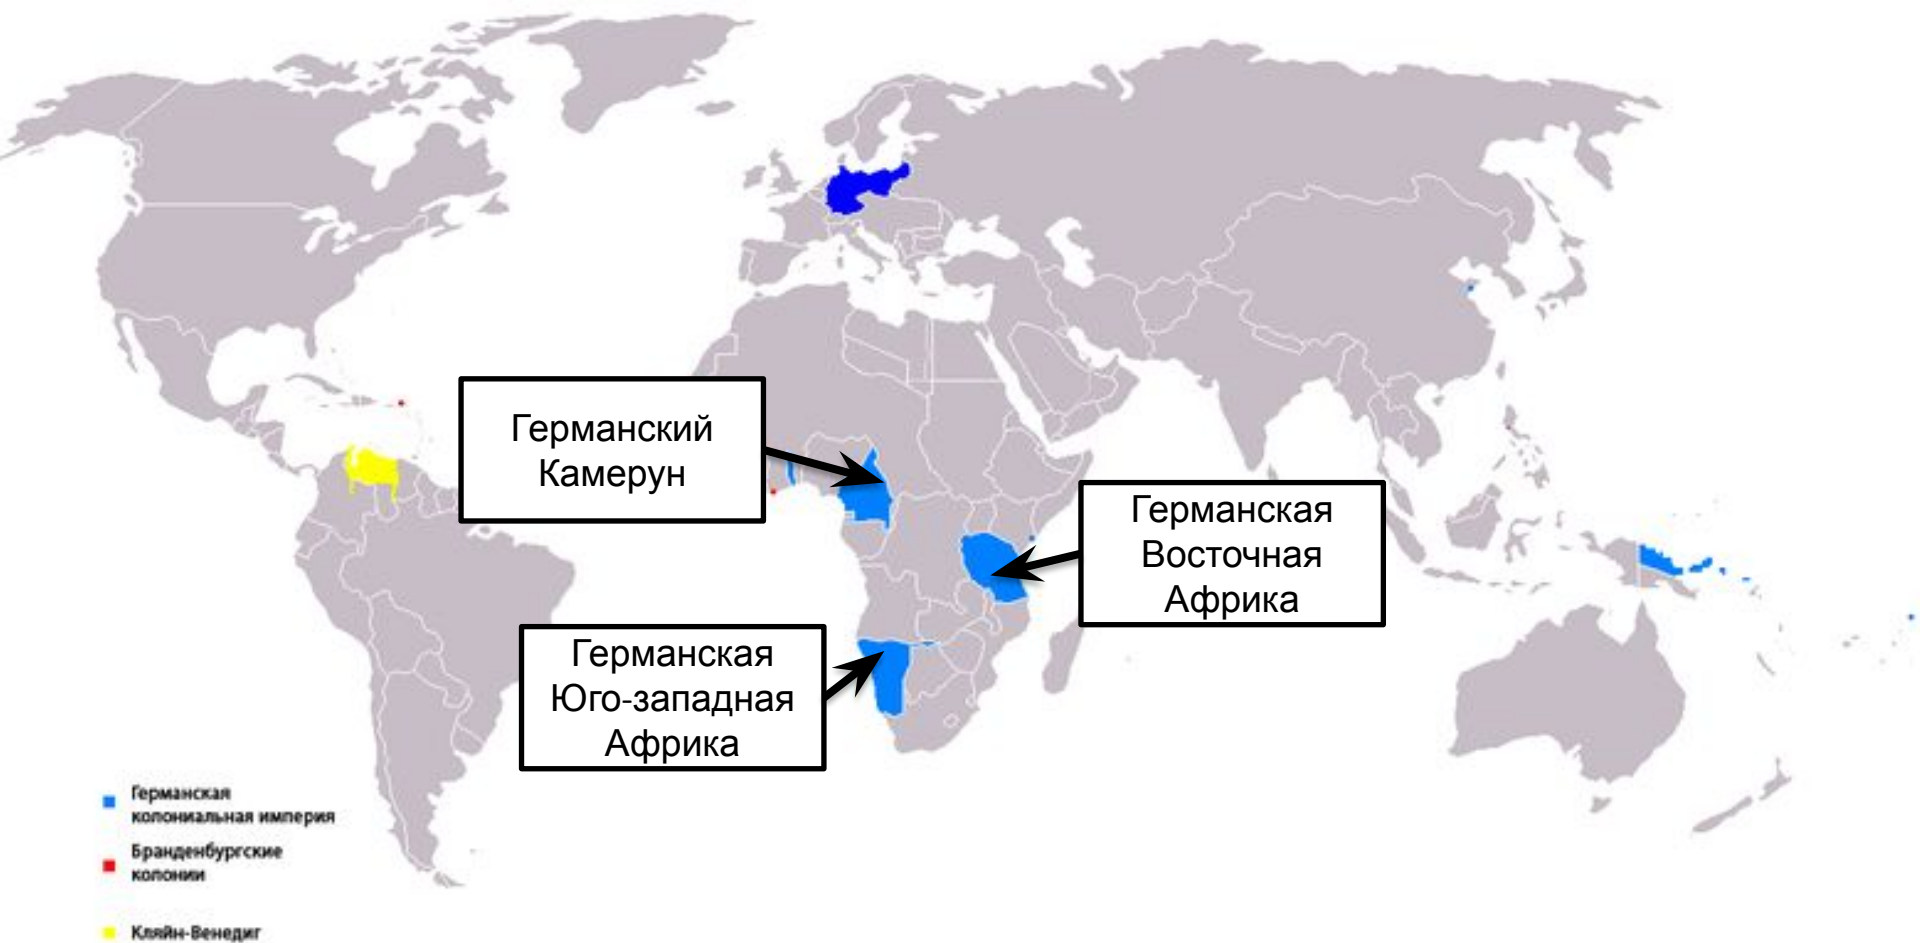 Германский
Камерун
Германская
Восточная
Африка
Германская
Юго-западная
Африка
Германская
колониальная империя
Бранденбургские
колонии
Кляйн-Венедиг